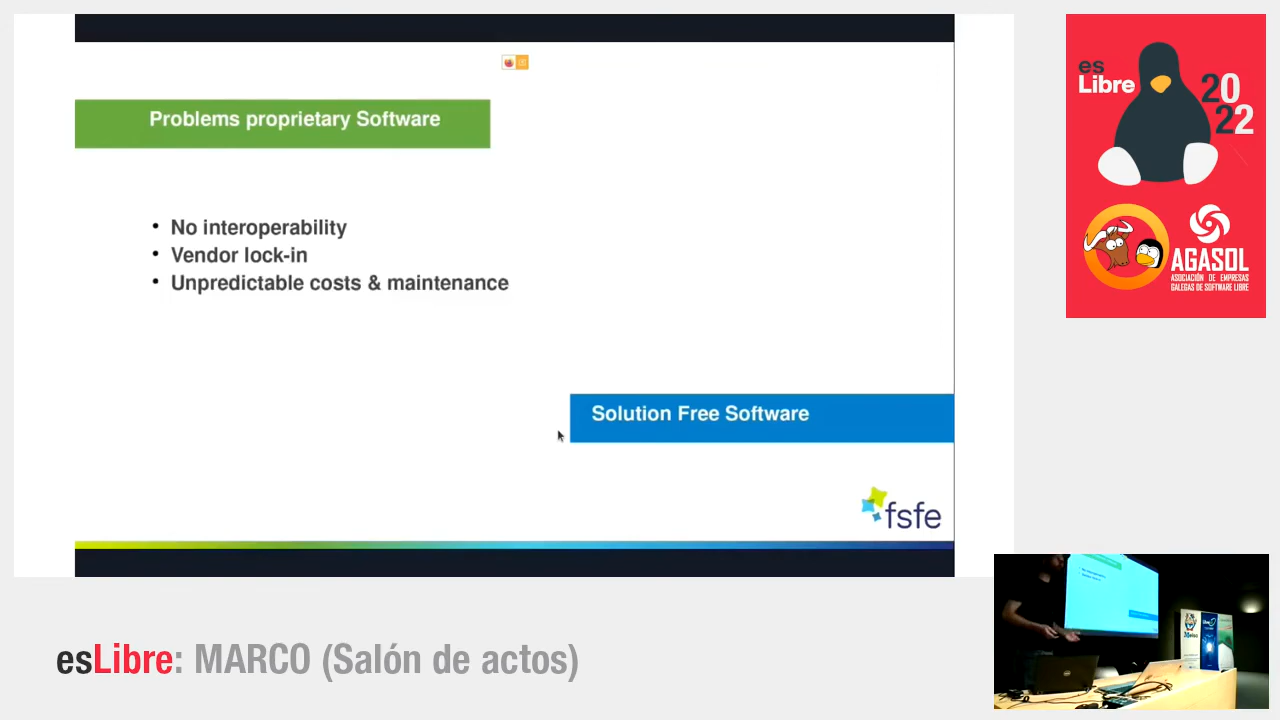 Problems proprietary Software
• No interoperability
• Vendor lock-in
• Unpredictable costs & maintenance
Solution Free Software
fsfe
es
Libre
20
22
AGASOL
ASOCIACIÓN DE EMPRESAS
GALEGAS DE SOFTWARE LIBRE
esLibre: MARCO (Salón de actos)